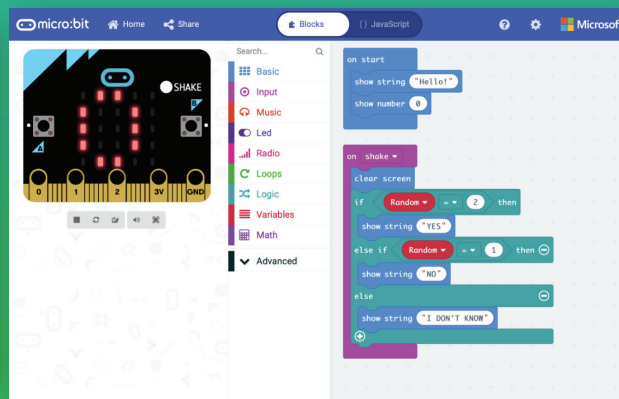 micro:bit Home Share Blocks {} JavaScript ? Microsof
SHAKE
B
A
0 1 2 3V GND
Search...
Basic
Input
Music
Led
Radio
Loops
Logic
Variables
Math
Advanced
on start
show string "Hello!"
show number 0
on shake
clear screen
if Random = 2 then
show string "YES"
else if Random = 1 then
show string "NO"
else
show string "I DON'T KNOW"